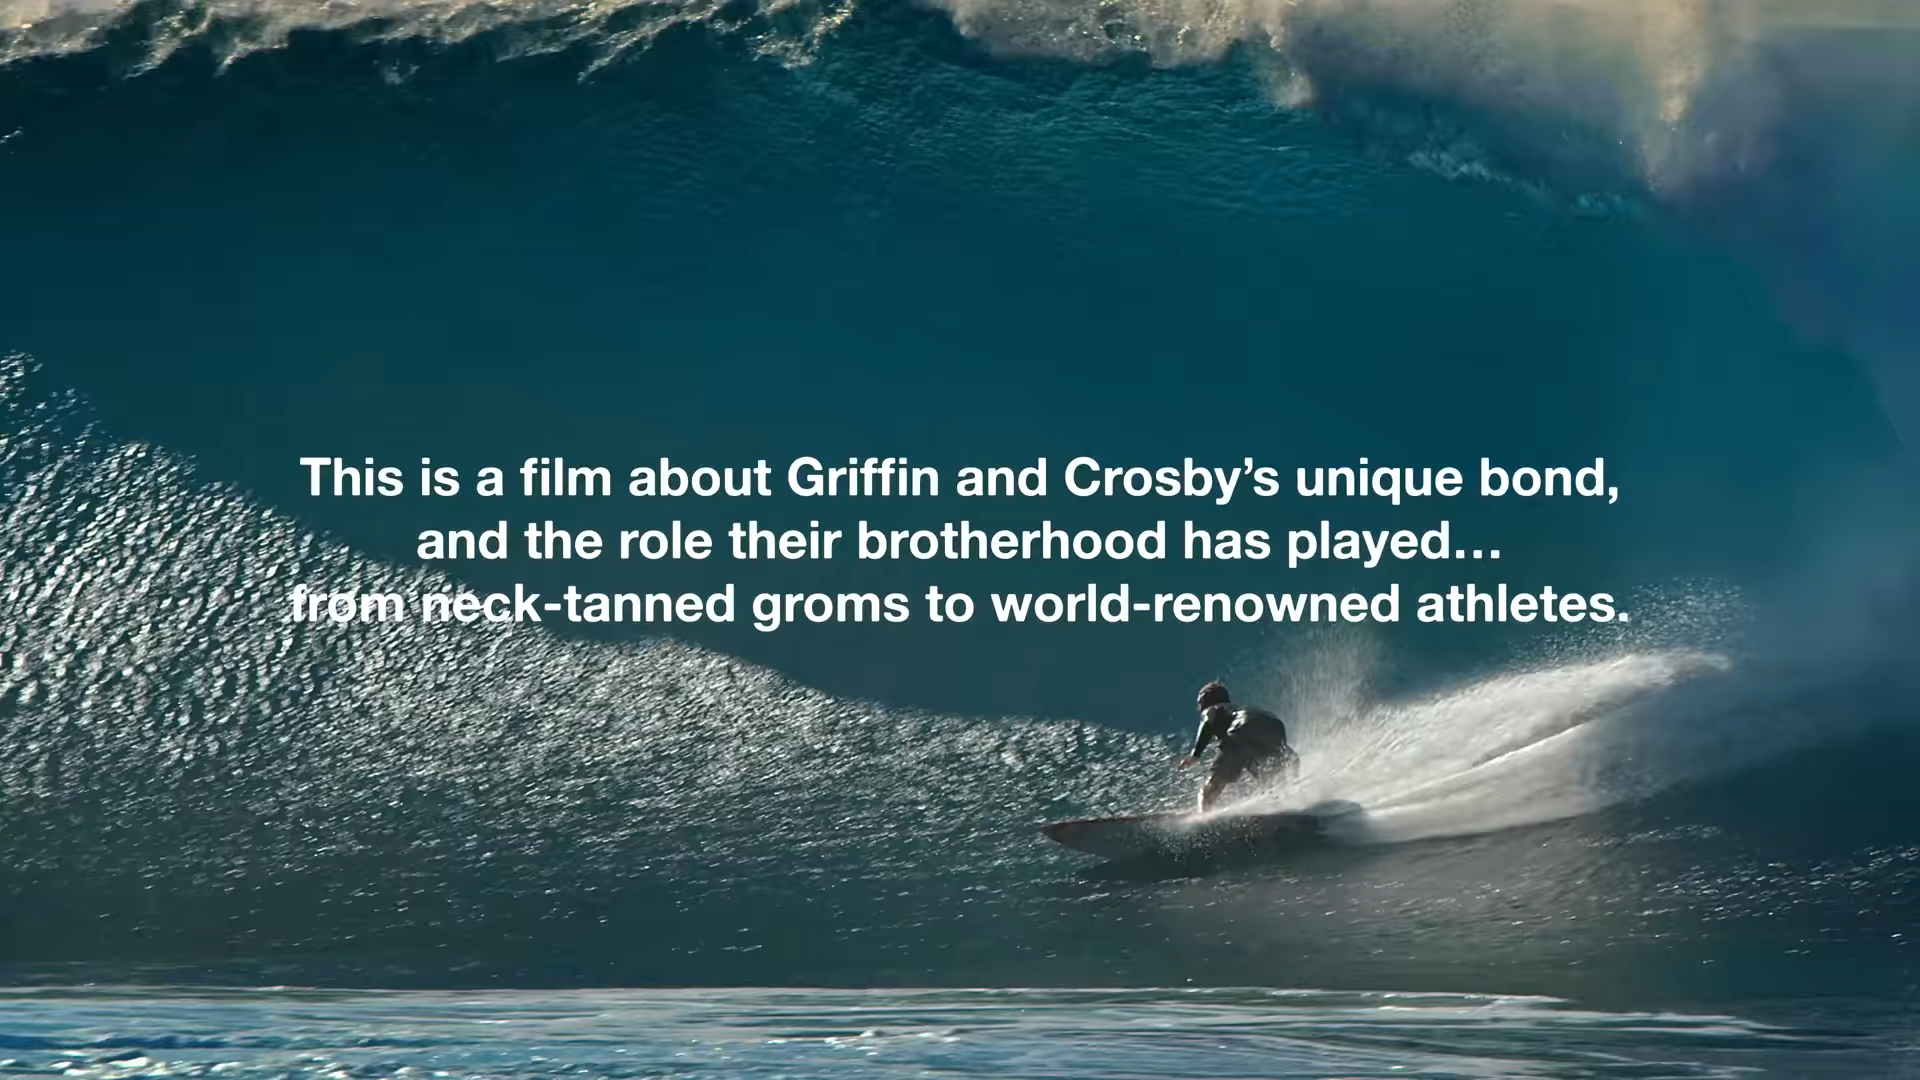 This is a film about Griffin and Crosby’s unique bond,
and the role their brotherhood has played…
from neck-tanned groms to world-renowned athletes.